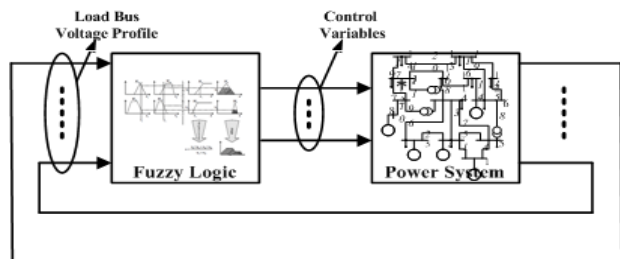 Load Bus
Voltage Profile
Control
Variables
Fuzzy Logic
Power System